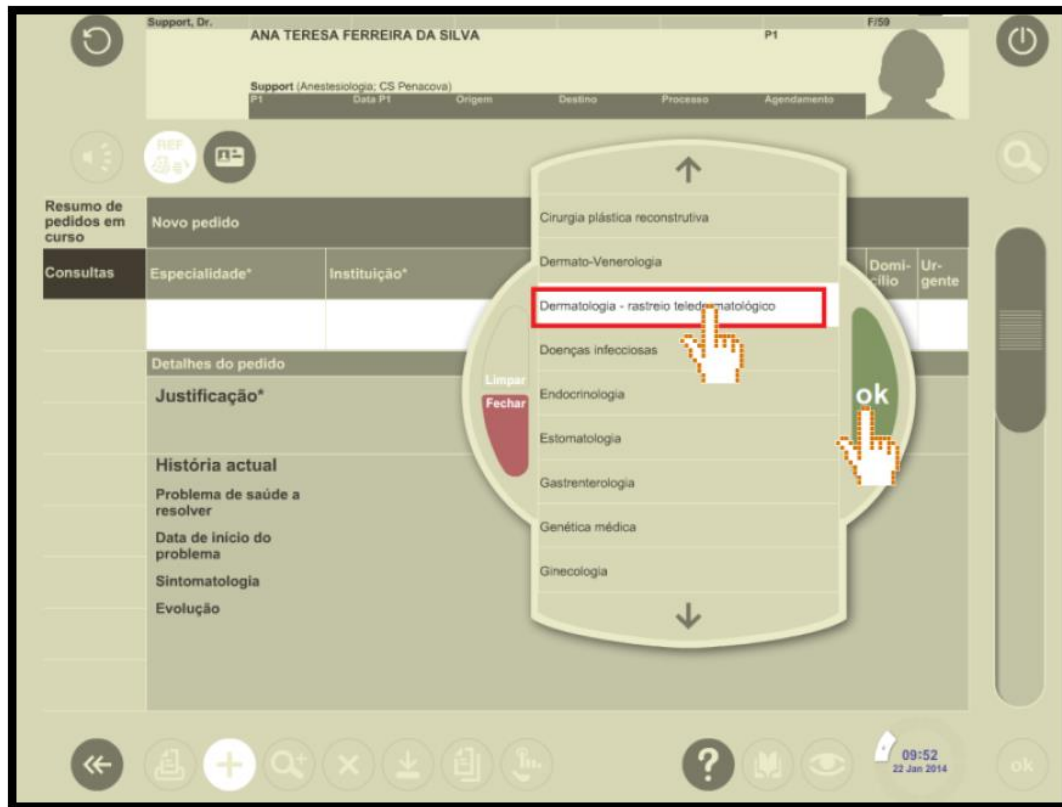 Support, Dr.
F/59
ANA TERESA FERREIRA DA SILVA
P1
Support (Anestesiologia; CS Penacova)
P1 Data P1 Origem Destino Processo Agendamento
REF
Resumo de
pedidos em
curso
Novo pedido
Consultas
Especialidade*
Instituição*
Domi-
cílio
Ur-
gente
Cirurgia plástica reconstrutiva
Dermato-Venerologia
Dermatologia - rastreio teledermatológico
Doenças infecciosas
Endocrinologia
Estomatologia
Gastrenterologia
Genética médica
Ginecologia
Limpar
Fechar
ok
Detalhes do pedido
Justificação*
História actual
Problema de saúde a
resolver
Data de início do
problema
Sintomatologia
Evolução
?
09:52
22 Jan 2014
ok